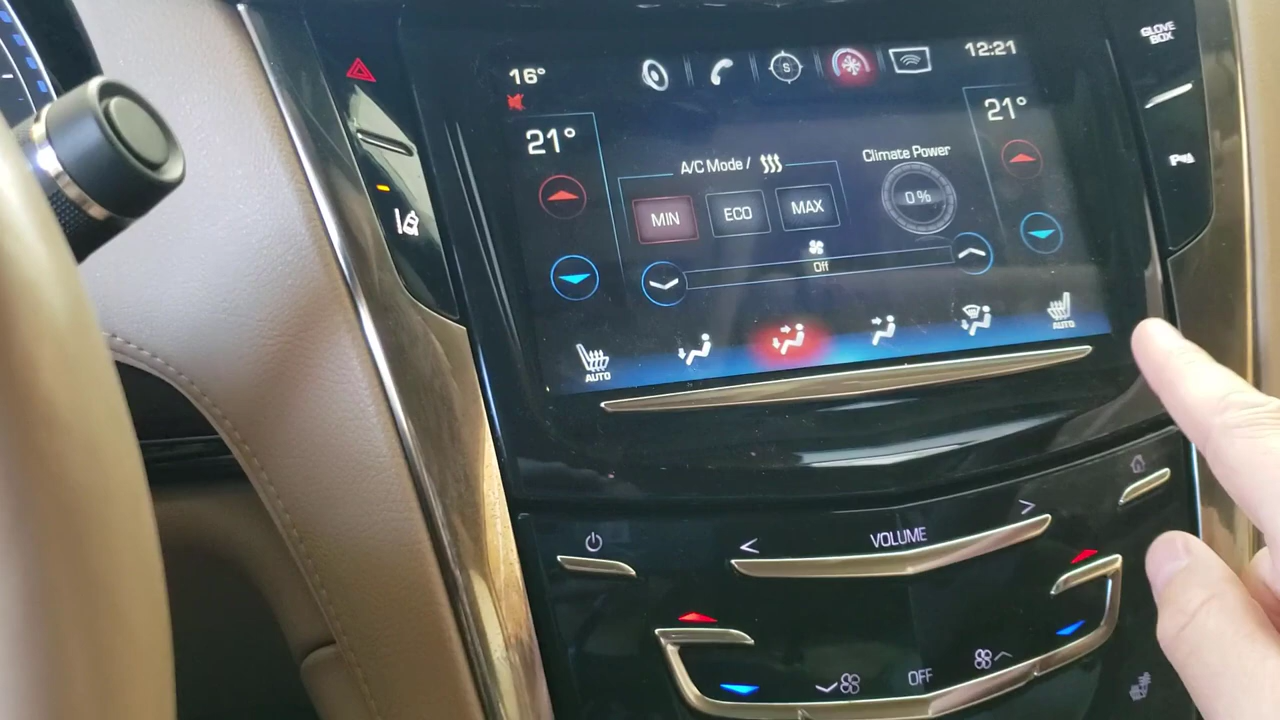 16°
12:21
GLOVE
BOX
21°
21°
A/C Mode /
Climate Power
MIN
ECO
MAX
0 %
Off
AUTO
AUTO
VOLUME
OFF